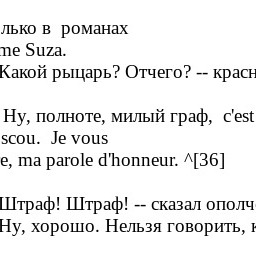 лько в  романах
me Suza.
Какой рыцарь? Отчего? -- красн
Ну, полноте, милый граф,  c'est
scou.  Je vous
e, ma parole d'honneur. ^[36]
Штраф! Штраф! -- сказал ополч
Ну, хорошо. Нельзя говорить, к